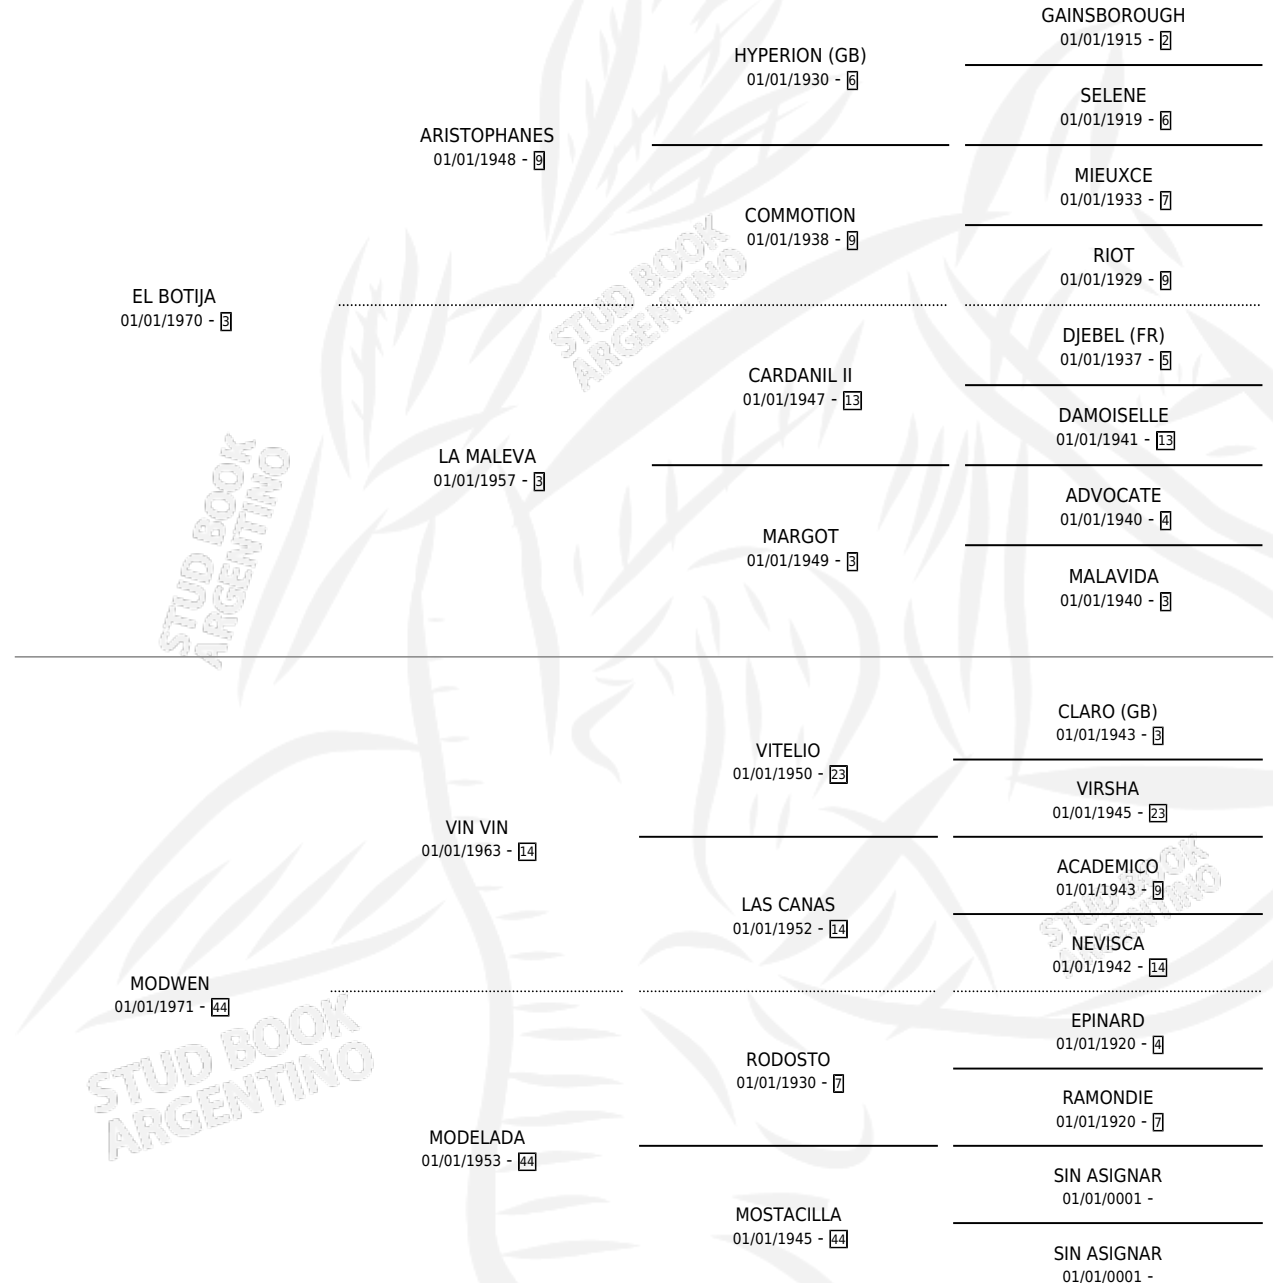 GAINSBOROUGH
01/01/1915 - 2
HYPERION (GB)
01/01/1930 - 6
SELENE
01/01/1919 - 6
ARISTOPHANES
01/01/1948 - 9
MIEUXCE
01/01/1933 - 7
COMMOTION
01/01/1938 - 9
RIOT
01/01/1929 - 9
EL BOTIJA
01/01/1970 - 3
DJEBEL (FR)
01/01/1937 - 5
CARDANIL II
01/01/1947 - 13
DAMOISELLE
01/01/1941 - 13
LA MALEVA
01/01/1957 - 3
ADVOCATE
01/01/1940 - 4
MARGOT
01/01/1949 - 3
MALAVIDA
01/01/1940 - 3
CLARO (GB)
01/01/1943 - 3
VITELIO
01/01/1950 - 23
VIRSHA
01/01/1945 - 23
VIN VIN
01/01/1963 - 14
ACADEMICO
01/01/1943 - 9
LAS CANAS
01/01/1952 - 14
NEVISCA
01/01/1942 - 14
MODWEN
01/01/1971 - 44
EPINARD
01/01/1920 - 4
RODOSTO
01/01/1930 - 7
RAMONDIE
01/01/1920 - 7
MODELADA
01/01/1953 - 44
SIN ASIGNAR
01/01/0001 -
MOSTACILLA
01/01/1945 - 44
SIN ASIGNAR
01/01/0001 -
STUD BOOK
ARGENTINO
STUD BOOK
ARGENTINO
STUD BOOK
ARGENTINO
STUD BOOK
ARGENTINO